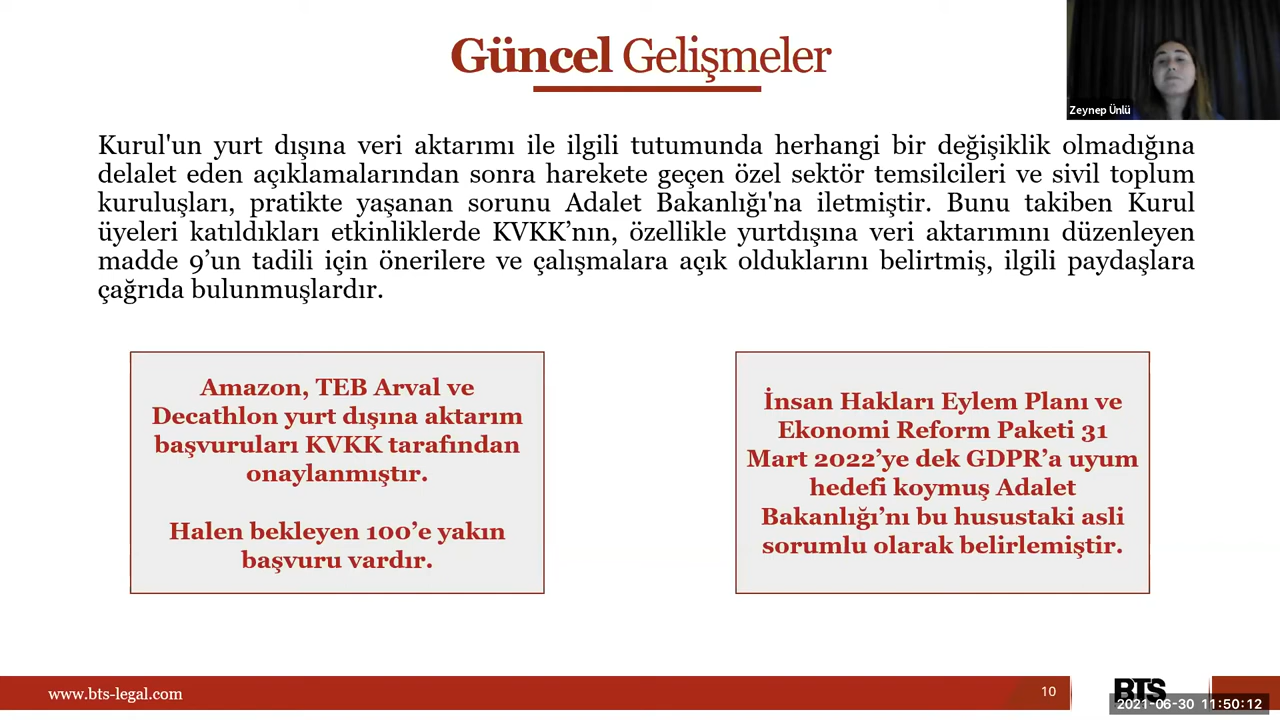 Güncel Gelişmeler
Zeynep Ünlü
Kurul'un yurt dışına veri aktarımı ile ilgili tutumunda herhangi bir değişiklik olmadığına
delalet eden açıklamalarından sonra harekete geçen özel sektör temsilcileri ve sivil toplum
kuruluşları, pratikte yaşanan sorunu Adalet Bakanlığı'na iletmiştir. Bunu takiben Kurul
üyeleri katıldıkları etkinliklerde KVKK’nın, özellikle yurtdışına veri aktarımını düzenleyen
madde 9’un tadili için önerilere ve çalışmalara açık olduklarını belirtmiş, ilgili paydaşlara
çağrıda bulunmuşlardır.
Amazon, TEB Arval ve
Decathlon yurt dışına aktarım
başvuruları KVKK tarafından
onaylanmıştır.
Halen bekleyen 100’e yakın
başvuru vardır.
İnsan Hakları Eylem Planı ve
Ekonomi Reform Paketi 31
Mart 2022’ye dek GDPR’a uyum
hedefi koymuş Adalet
Bakanlığı’nı bu husustaki asli
sorumlu olarak belirlemiştir.
www.bts-legal.com
10
BTS
2021-06-30 11:50:12